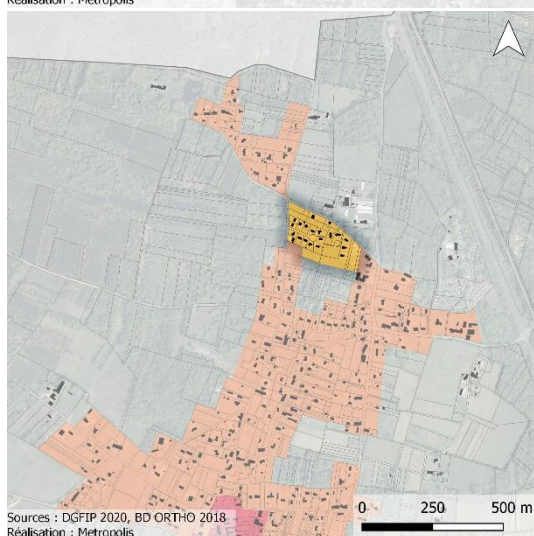 Réalisation : Metropolis
0 250 500 m
Sources : DGFIP 2020, BD ORTHO 2018
Réalisation : Metropolis